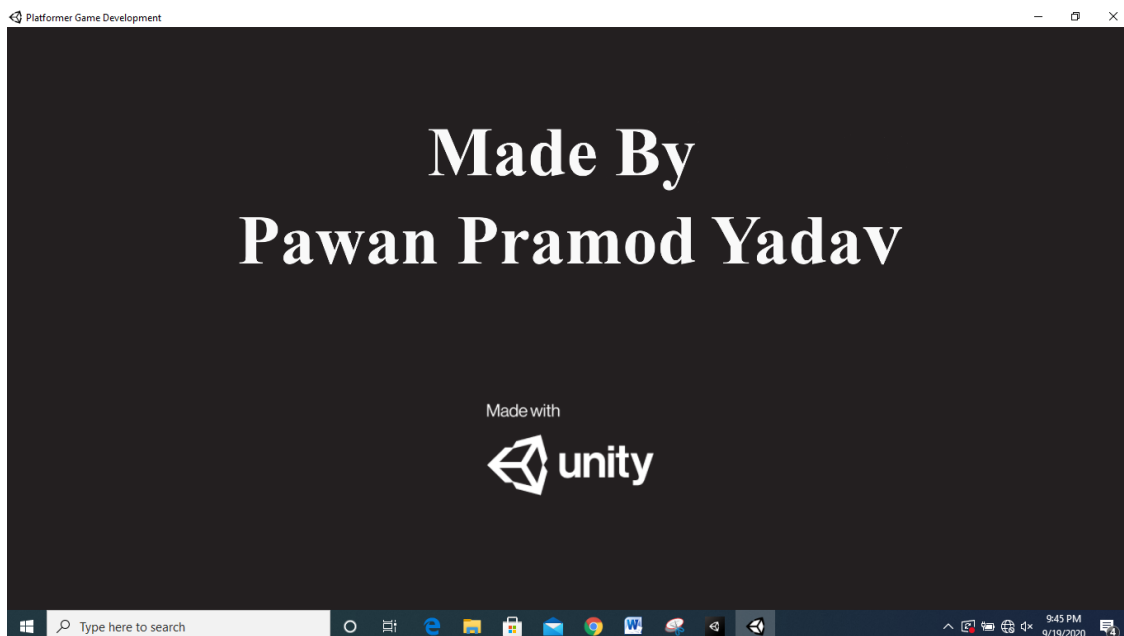 Platformer Game Development
Made By
Pawan Pramod Yadav
Made with
unity
Type here to search
9:45 PM
9/19/2020
4